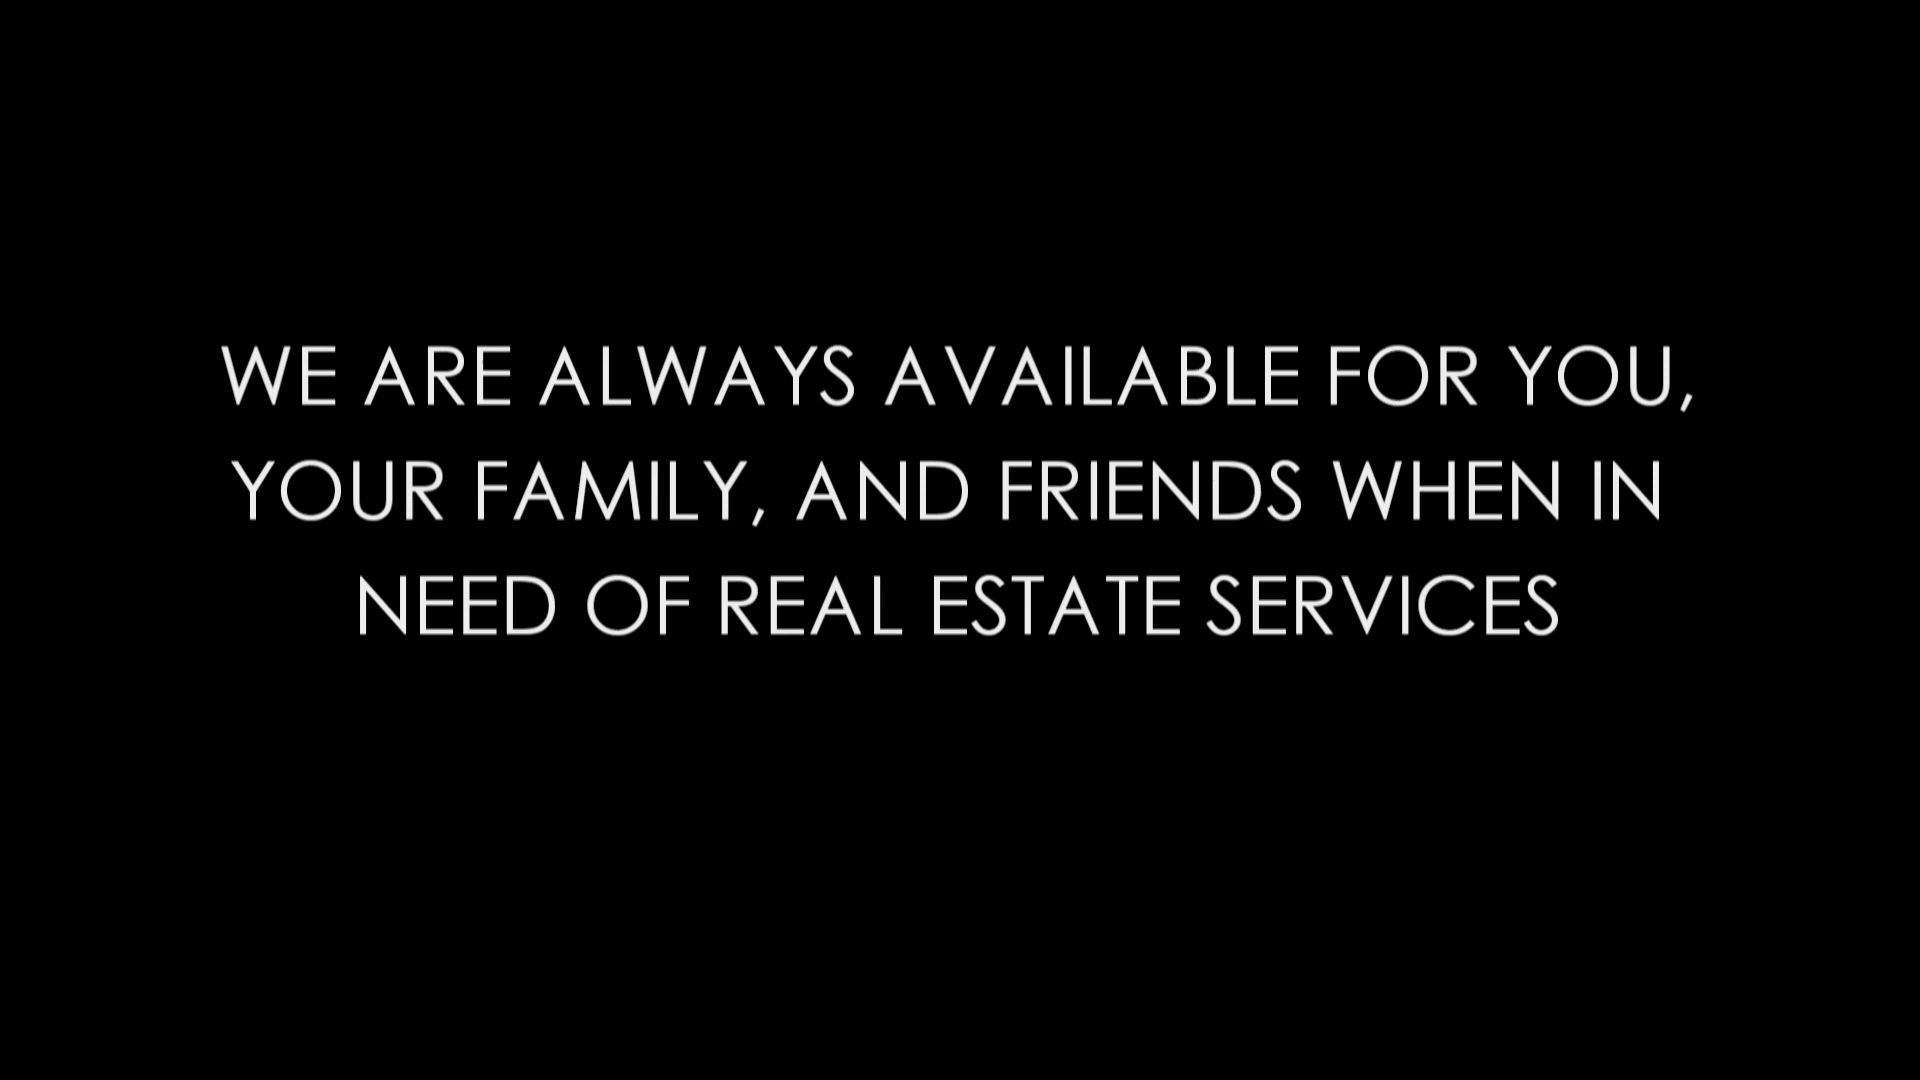 WE ARE ALWAYS AVAILABLE FOR YOU,
YOUR FAMILY, AND FRIENDS WHEN IN
NEED OF REAL ESTATE SERVICES